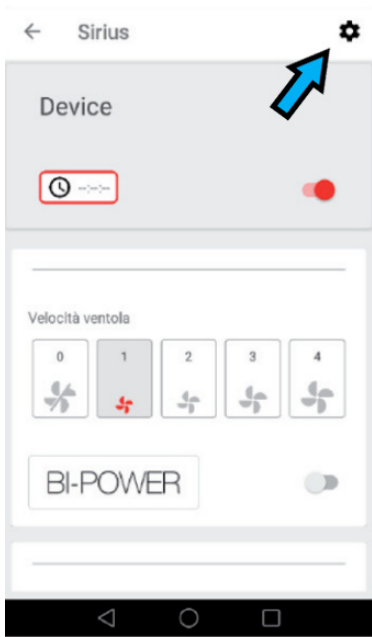 Sirius
Device
--:--:--
Velocità ventola
0 1 2 3 4
BI-POWER